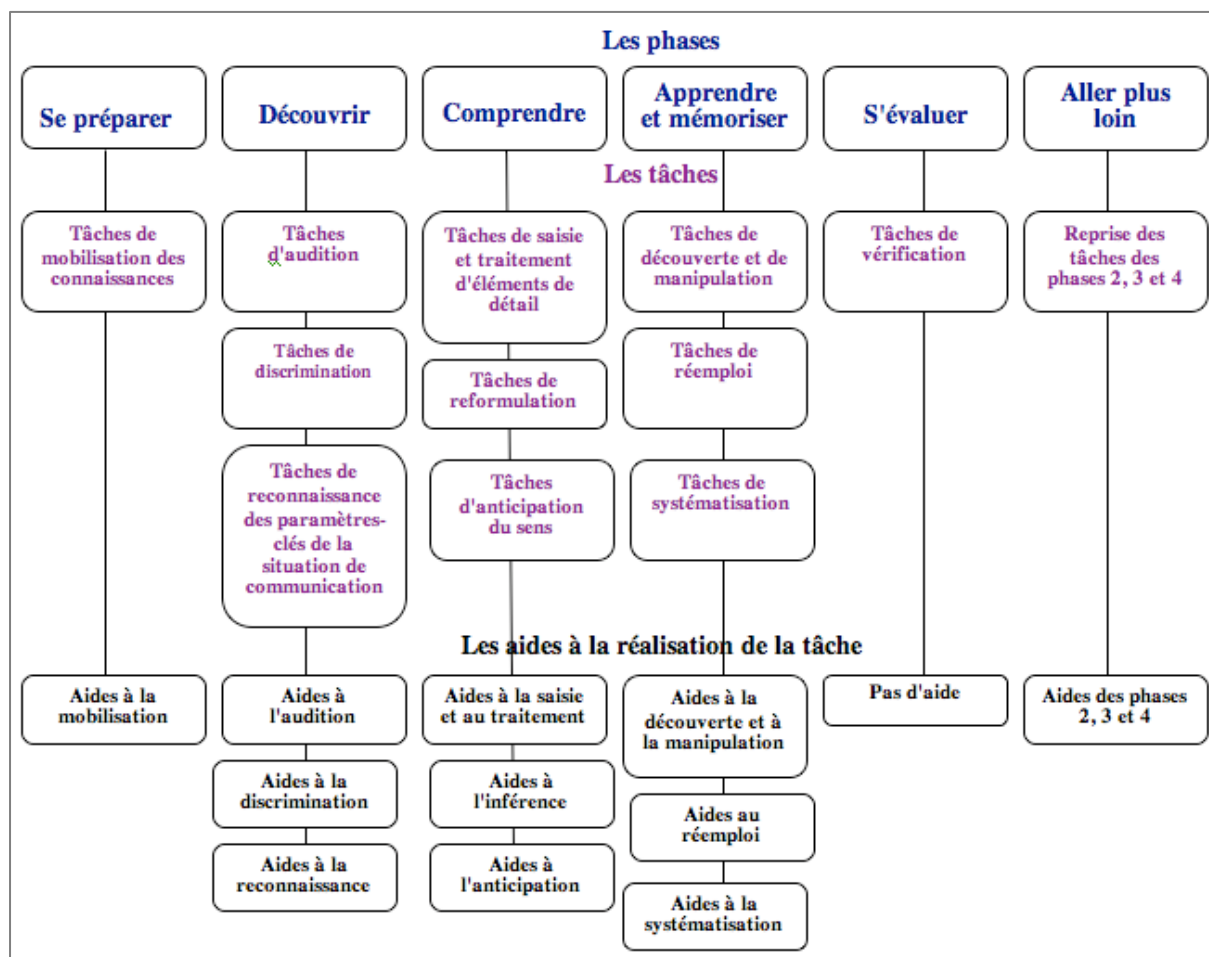 Les phases
Se préparer
Découvrir
Comprendre
Apprendre
et mémoriser
S'évaluer
Aller plus
loin
Les tâches
Tâches de
mobilisation des
connaissances
Tâches
d'audition
Tâches de saisie
et traitement
d'éléments de
détail
Tâches de
découverte et de
manipulation
Tâches de
vérification
Reprise des
tâches des
phases 2, 3 et 4
Tâches de
discrimination
Tâches de
reformulation
Tâches de
réemploi
Tâches de
reconnaissance
des paramètres-
clés de la
situation de
communication
Tâches
d'anticipation
du sens
Tâches de
systématisation
Les aides à la réalisation de la tâche
Aides à la
mobilisation
Aides à
l'audition
Aides à la saisie
et au traitement
Aides à la
découverte et à
la manipulation
Pas d'aide
Aides des phases
2, 3 et 4
Aides à la
discrimination
Aides à
l'inférence
Aides au
réemploi
Aides à la
reconnaissance
Aides à
l'anticipation
Aides à la
systématisation